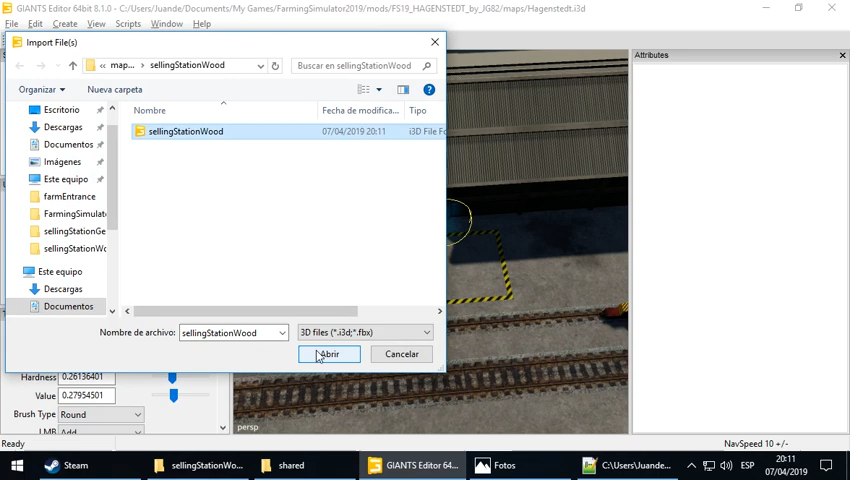 GIANTS Editor 64bit 8.1.0 - C:/Users/Juande/Documents/My Games/FarmingSimulator2019/mods/FS19_HAGENSTEDT_by_JG82/maps/Hagenstedt.i3d
File Edit Create View Scripts Window Help
Import File(s)
Attributes
« map... > sellingStationWood
Buscar en sellingStationWood
Organizar
Nueva carpeta
Escritorio
Descargas
Documentos
Imágenes
Este equipo
farmEntrance
FarmingSimulat
sellingStationGe
sellingStationWo
Este equipo
Descargas
Documentos
Nombre
Fecha de modifica...
Tipo
sellingStationWood
07/04/2019 20:11
i3D File Fo
Nombre de archivo:
sellingStationWood
3D files (*.i3d;*.fbx)
Abrir
Cancelar
Hardness 0.26136401
Value 0.27954501
Brush Type Round
LMB Add
persp
Ready
NavSpeed 10 +/-
Steam
sellingStationWo...
shared
GIANTS Editor 64...
Fotos
C:\Users\Juande...
ESP
20:11
07/04/2019